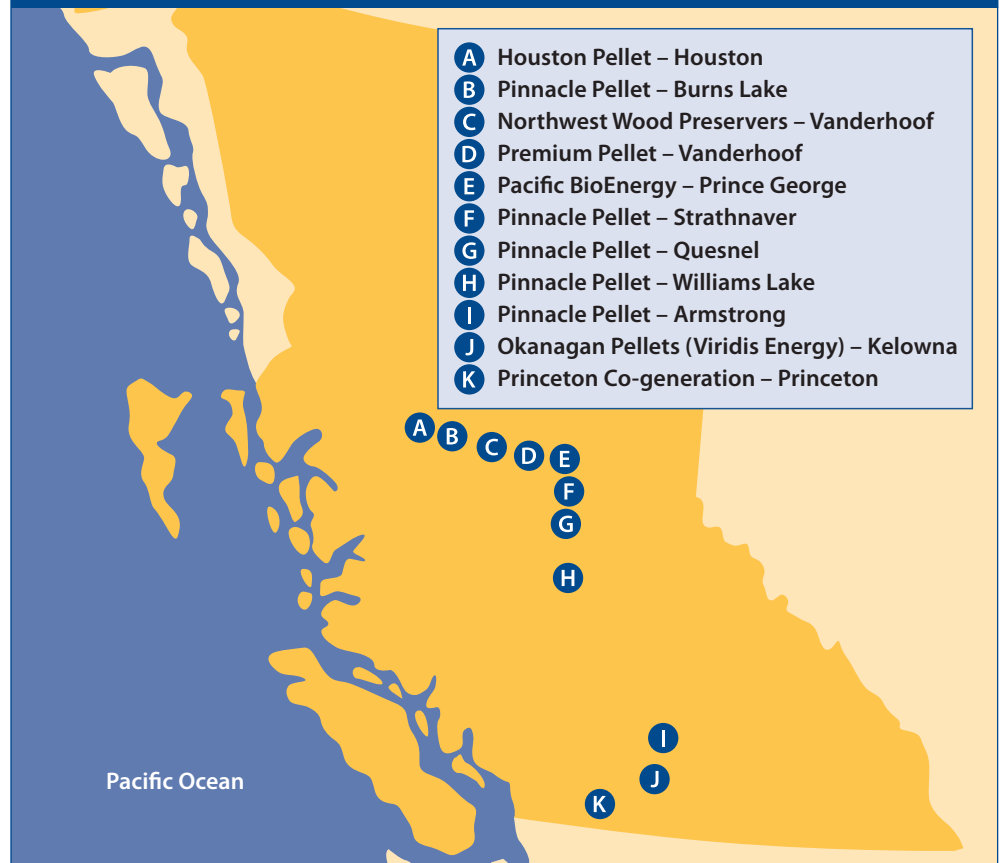 A Houston Pellet – Houston
B Pinnacle Pellet – Burns Lake
C Northwest Wood Preservers – Vanderhoof
D Premium Pellet – Vanderhoof
E Pacific BioEnergy – Prince George
F Pinnacle Pellet – Strathnaver
G Pinnacle Pellet – Quesnel
H Pinnacle Pellet – Williams Lake
I Pinnacle Pellet – Armstrong
J Okanagan Pellets (Viridis Energy) – Kelowna
K Princeton Co-generation – Princeton
A
B
C
D
E
F
G
H
I
J
K
Pacific Ocean